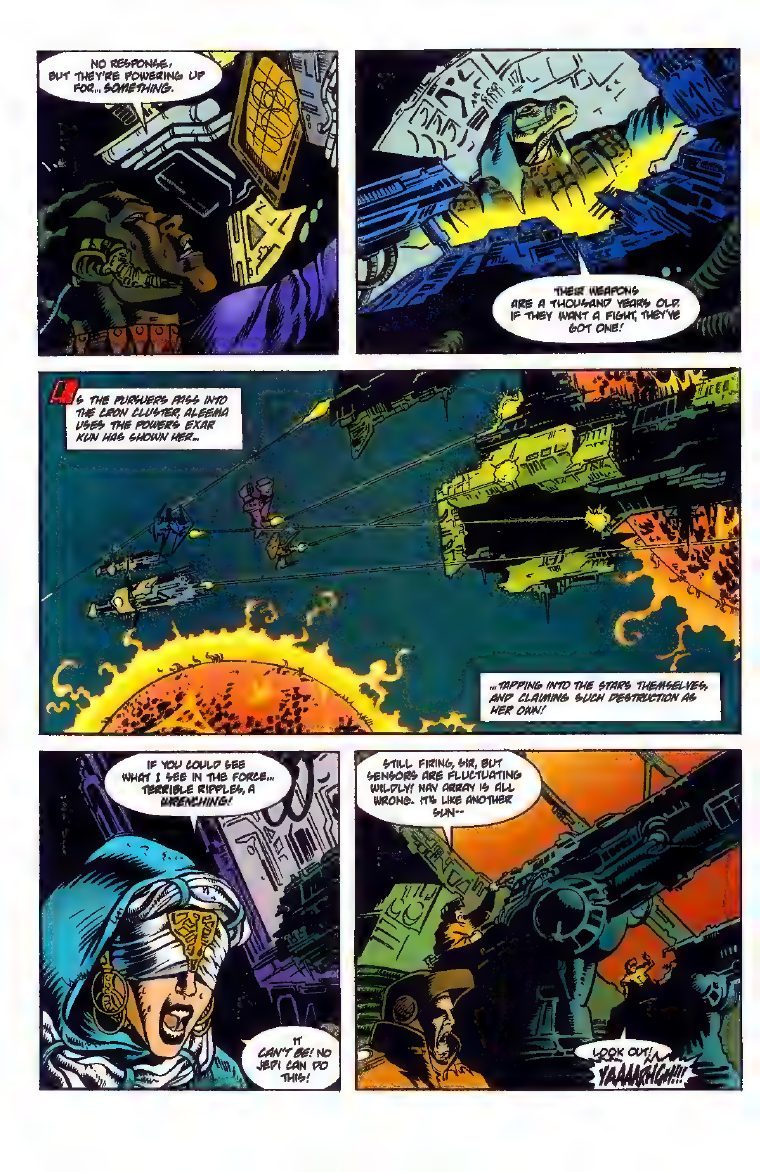 NO RESPONSE,
BUT THEY'RE POWERING UP
FOR... SOMETHING.
THEIR WEAPONS
ARE A THOUSAND YEARS OLD.
IF THEY WANT A FIGHT, THEY'VE
GOT ONE!
AS THE PURSUERS PASS INTO
THE CRON CLUSTER, ALEEMA
USES THE POWERS EXAR
KUN HAS SHOWN HER...
...TAPPING INTO THE STARS THEMSELVES,
AND CLAIMING SUCH DESTRUCTION AS
HER OWN!
IF YOU COULD SEE
WHAT I SEE IN THE FORCE...
TERRIBLE RIPPLES, A
WRENCHING!
IT
CAN'T BE! NO
JEDI CAN DO
THIS!
STILL FIRING, SIR, BUT
SENSORS ARE FLUCTUATING
WILDLY! NAV ARRAY IS ALL
WRONG. IT'S LIKE ANOTHER
SUN--
LOOK OUT!
YAAAARHGH!!!